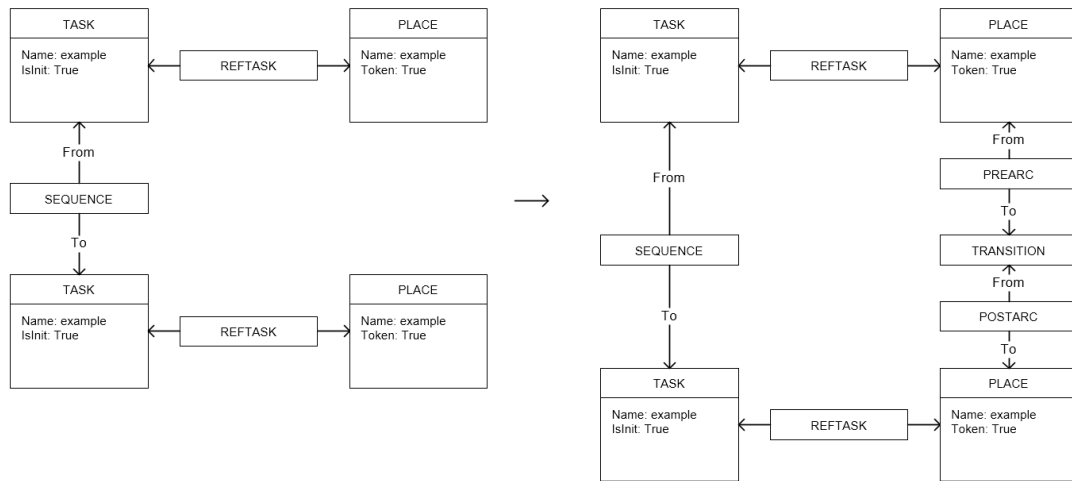 TASK
Name: example
IsInit: True
REFTASK
PLACE
Name: example
Token: True
From
SEQUENCE
To
TASK
Name: example
IsInit: True
REFTASK
PLACE
Name: example
Token: True
TASK
Name: example
IsInit: True
REFTASK
PLACE
Name: example
Token: True
From
SEQUENCE
To
From
PREARC
To
TRANSITION
From
POSTARC
To
TASK
Name: example
IsInit: True
REFTASK
PLACE
Name: example
Token: True